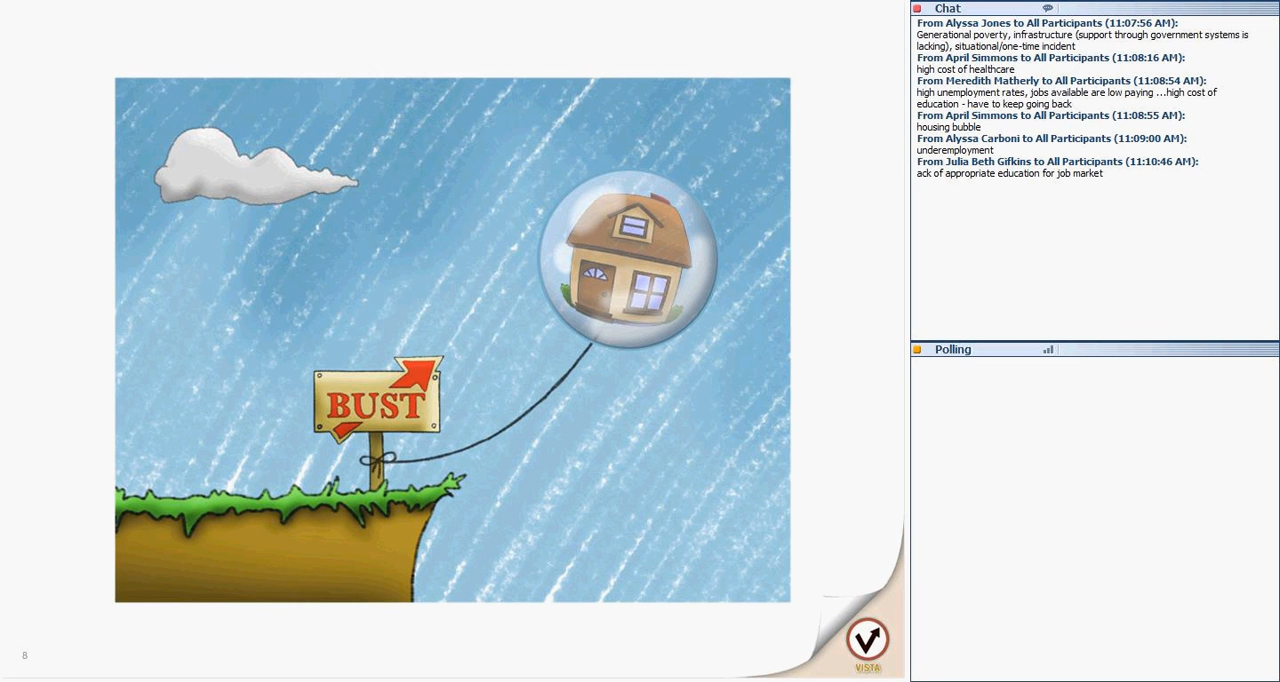 BUST
8
VISTA
Chat
From Alyssa Jones to All Participants (11:07:56 AM):
Generational poverty, infrastructure (support through government systems is
lacking), situational/one-time incident
From April Simmons to All Participants (11:08:16 AM):
high cost of healthcare
From Meredith Matherly to All Participants (11:08:54 AM):
high unemployment rates, jobs available are low paying ...high cost of
education - have to keep going back
From April Simmons to All Participants (11:08:55 AM):
housing bubble
From Alyssa Carboni to All Participants (11:09:00 AM):
underemployment
From Julia Beth Gifkins to All Participants (11:10:46 AM):
ack of appropriate education for job market
Polling